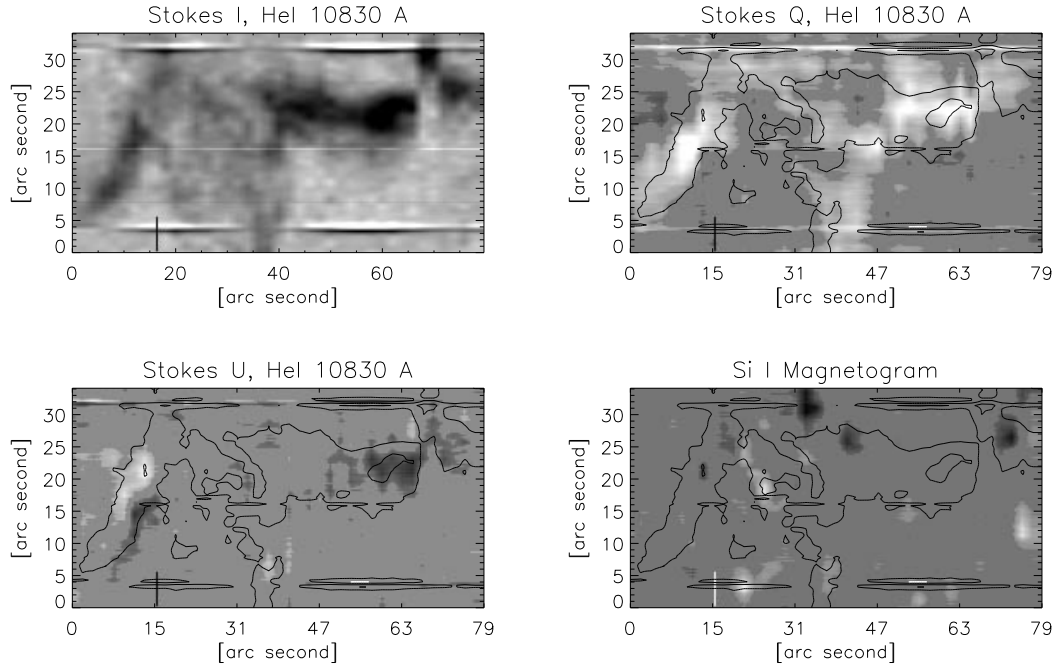 Stokes I, HeI 10830 A
[arc second]
30
25
20
15
10
5
0
0 20 40 60
[arc second]
Stokes Q, HeI 10830 A
[arc second]
30
25
20
15
10
5
0
0 15 31 47 63 79
[arc second]
Stokes U, HeI 10830 A
[arc second]
30
25
20
15
10
5
0
0 15 31 47 63 79
[arc second]
Si I Magnetogram
[arc second]
30
25
20
15
10
5
0
0 15 31 47 63 79
[arc second]